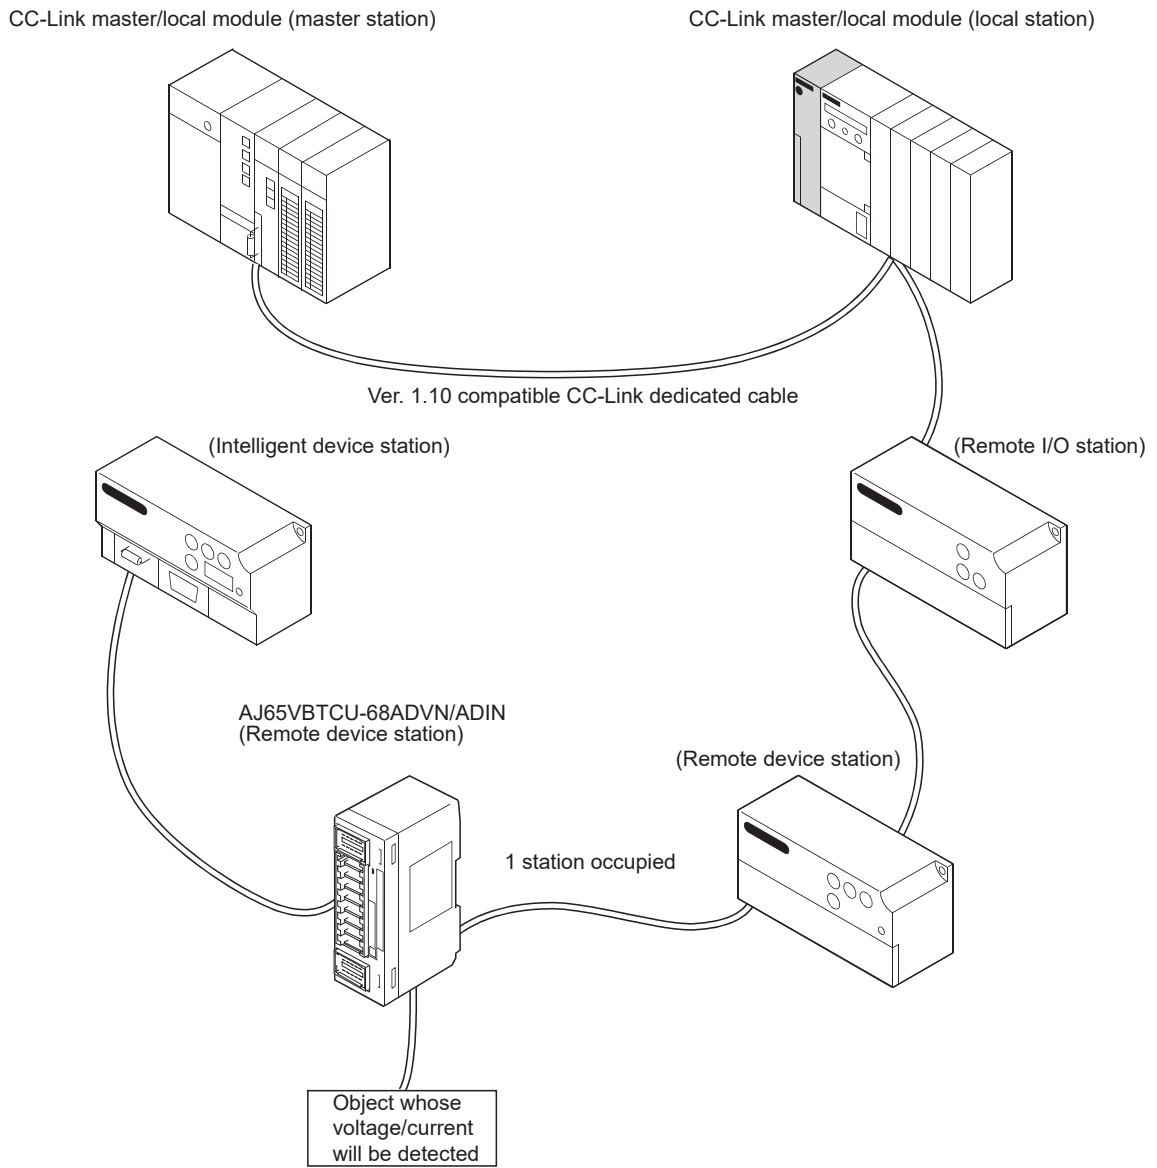 CC-Link master/local module (master station)
CC-Link master/local module (local station)
Ver. 1.10 compatible CC-Link dedicated cable
(Intelligent device station)
(Remote I/O station)
AJ65VBTCU-68ADVN/ADIN
(Remote device station)
(Remote device station)
1 station occupied
Object whose
voltage/current
will be detected